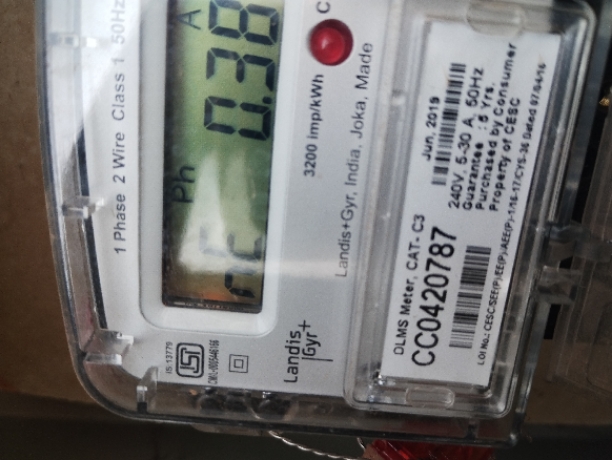 1 Phase 2 Wire Class 1 50Hz
A
Ph 0.38
3200 imp/kWh C
Landis+Gyr, India, Joka, Made
IS:13779
ISI
Landis
Gyr+
Jun, 2019
DLMS Meter, CAT- C3
CC0420787
240V, 5-30 A, 50Hz
Guarantee : 5 Yrs.
Purchased by Consumer
Property of CESC